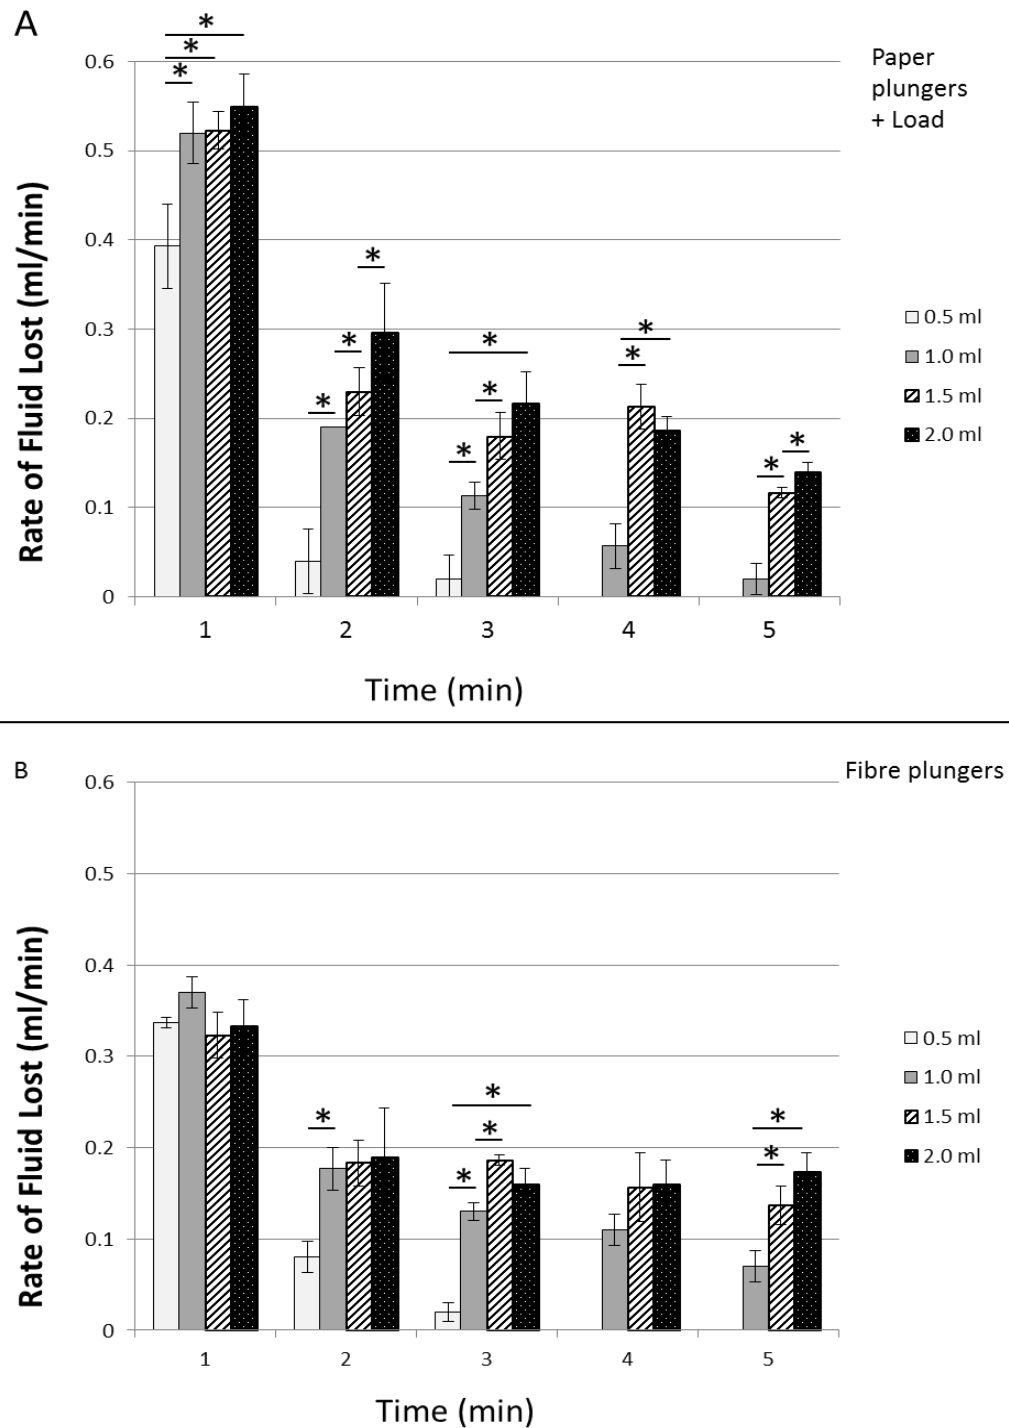 A
Paper
plungers
+ Load
*
*
*
*
*
*
*
*
*
*
*
*
*
*
0.6
0.5
0.4
0.3
0.2
0.1
0
Rate of Fluid Lost (ml/min)
0.5 ml
1.0 ml
1.5 ml
2.0 ml
1 2 3 4 5
Time (min)
B
Fibre plungers
0.6
0.5
0.4
0.3
0.2
0.1
0
*
*
*
*
*
*
Rate of Fluid Lost (ml/min)
0.5 ml
1.0 ml
1.5 ml
2.0 ml
1 2 3 4 5
Time (min)